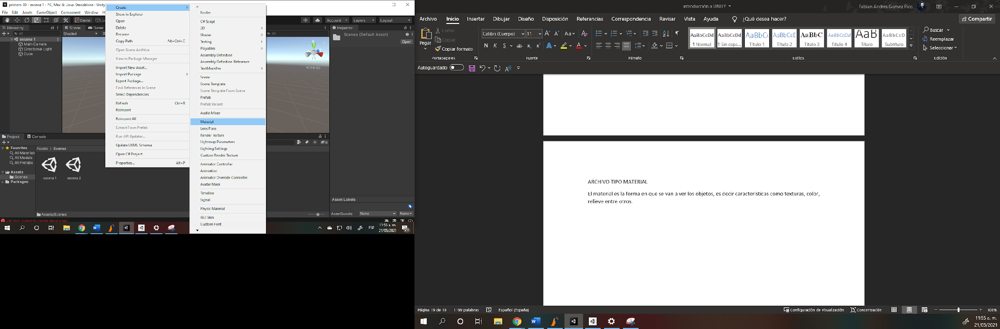 primero 3D - escena 1 - PC, Mac & Linux Standalone - Unity
File Edit Assets GameObject Component Window H
Center Loc
Account Layers Layout
Hierarchy
All
escena 1
Main Camera
Directional Light
Cube
Scene Game
Shaded 2D
All
y
Persp
Create
Show in Explorer
Open
Delete
Rename
Copy Path Alt+Ctrl+C
Open Scene Additive
View in Package Manager
Import New Asset...
Import Package
Export Package...
Find References In Scene
Select Dependencies
Refresh Ctrl+R
Reimport
Reimport All
Extract From Prefab
Run API Updater...
Update UXML Schema
Open C# Project
Properties... Alt+P
Folder
C# Script
2D
Shader
Testing
Playables
Assembly Definition
Assembly Definition Reference
TextMeshPro
Scene
Scene Template
Scene Template From Scene
Prefab
Prefab Variant
Audio Mixer
Material
Lens Flare
Render Texture
Lightmap Parameters
Lighting Settings
Custom Render Texture
Animator Controller
Animation
Animator Override Controller
Avatar Mask
Timeline
Signal
Physic Material
GUI Skin
Custom Font
Inspector
Scenes (Default Asset)
Open
Asset Labels
AssetBundle None None
Project Console
9
Favorites
All Materials
All Models
All Prefabs
Assets
Scenes
Packages
Assets > Scenes
escena 1 escena 2
Assets/Scenes
Failed to create device file:
ESP
11:55 a. m.
21/05/2021
23
introducción a UNITY
Fabian Andres Gomez Pico
Archivo Inicio Insertar Dibujar Diseño Disposición Referencias Correspondencia Revisar Vista Ayuda ¿Qué desea hacer?
Compartir
Pegar
Cortar
Copiar
Copiar formato
Portapapeles
Calibri (Cuerpo) 11
Aa
N K S ab x₂ x² A A
Fuente
Párrafo
AaBbCcDd AaBbCcDd AaBbC AaBbCcE AaBbC AaBbCcDd AaB AaBbCcD
¶ Normal ¶ Sin espa... Título 1 Título 2 Título 3 Título 4 Título Subtítulo
Estilos
Buscar
Reemplazar
Seleccionar
Edición
Autoguardado
ARCHIVO TIPO MATERIAL
El material es la forma en que se van a ver los objetos, es decir características como texturas, color,
relieve entre otros.
Página 19 de 19 1199 palabras Español (España)
Configuración de visualización Concentración 103%
11:55 a. m.
21/05/2021